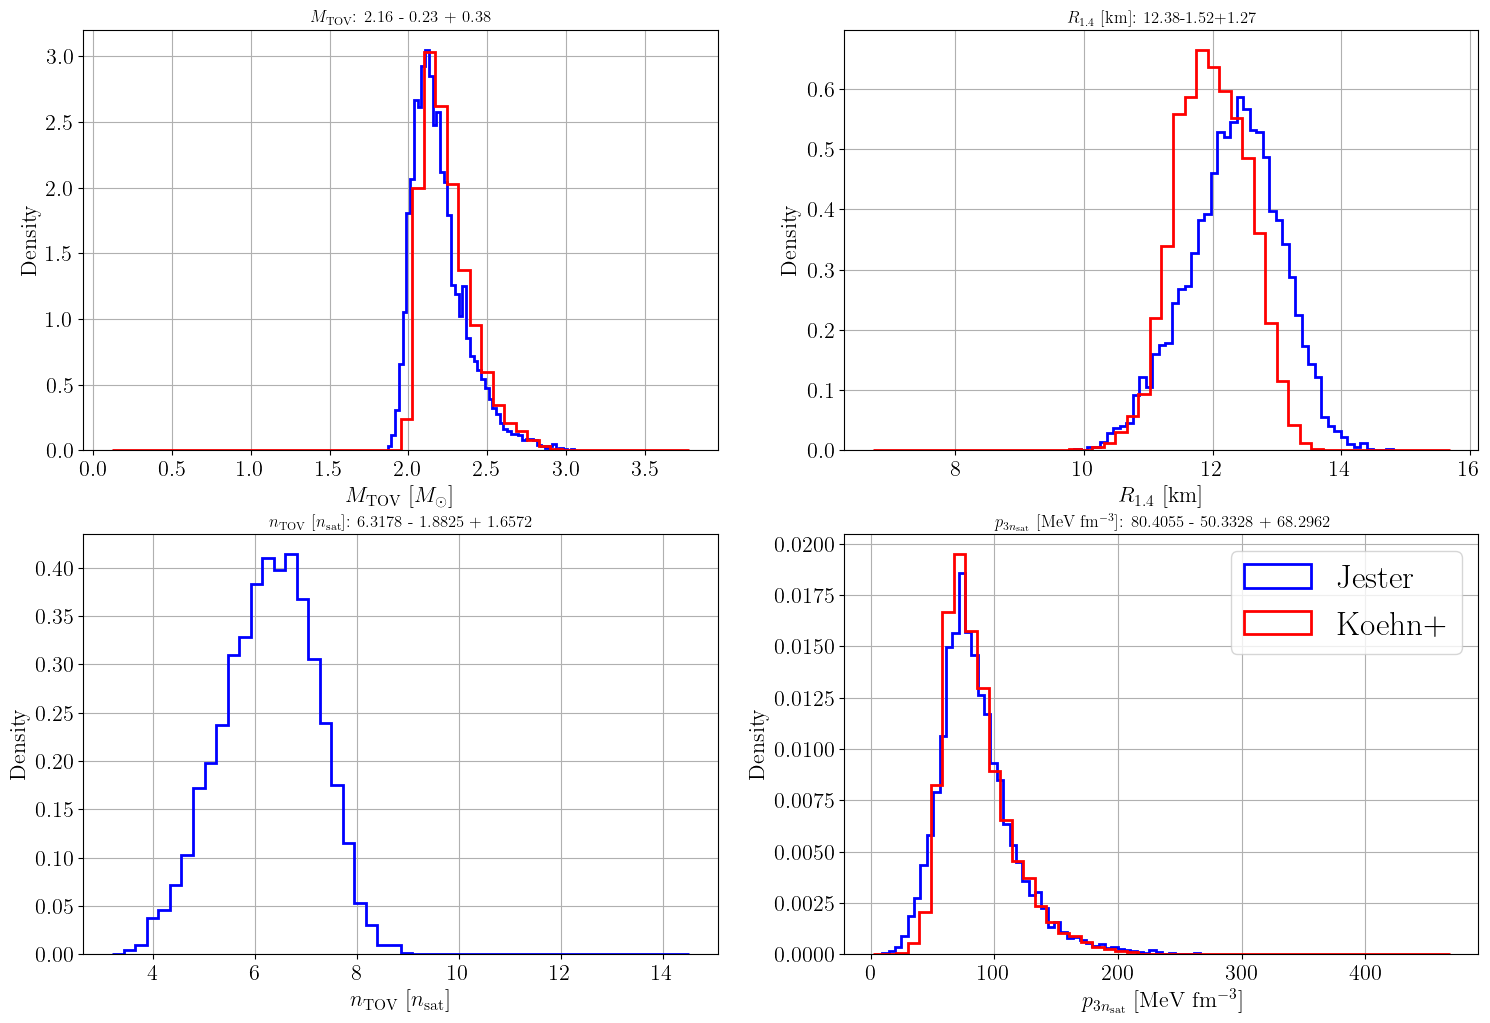 M_TOV: 2.16 - 0.23 + 0.38
3.0
2.5
2.0
1.5
1.0
0.5
0.0
Density
0.0 0.5 1.0 1.5 2.0 2.5 3.0 3.5
M_TOV [M_⊙]
R_1.4 [km]: 12.38-1.52+1.27
0.6
0.5
0.4
0.3
0.2
0.1
0.0
Density
8 10 12 14 16
R_1.4 [km]
n_TOV [n_sat]: 6.3178 - 1.8825 + 1.6572
0.40
0.35
0.30
0.25
0.20
0.15
0.10
0.05
0.00
Density
4 6 8 10 12 14
n_TOV [n_sat]
p_3n_sat [MeV fm⁻³]: 80.4055 - 50.3328 + 68.2962
0.0200
0.0175
0.0150
0.0125
0.0100
0.0075
0.0050
0.0025
0.0000
Density
Jester
Koehn+
0 100 200 300 400
p_3n_sat [MeV fm⁻³]